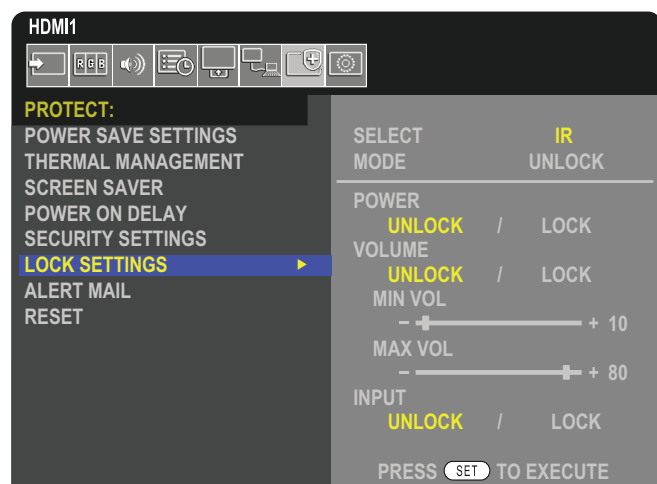 HDMI1
RGB
PROTECT:
POWER SAVE SETTINGS
THERMAL MANAGEMENT
SCREEN SAVER
POWER ON DELAY
SECURITY SETTINGS
LOCK SETTINGS
ALERT MAIL
RESET
SELECT IR
MODE UNLOCK
POWER
UNLOCK / LOCK
VOLUME
UNLOCK / LOCK
MIN VOL
− + 10
MAX VOL
− + 80
INPUT
UNLOCK / LOCK
PRESS SET TO EXECUTE